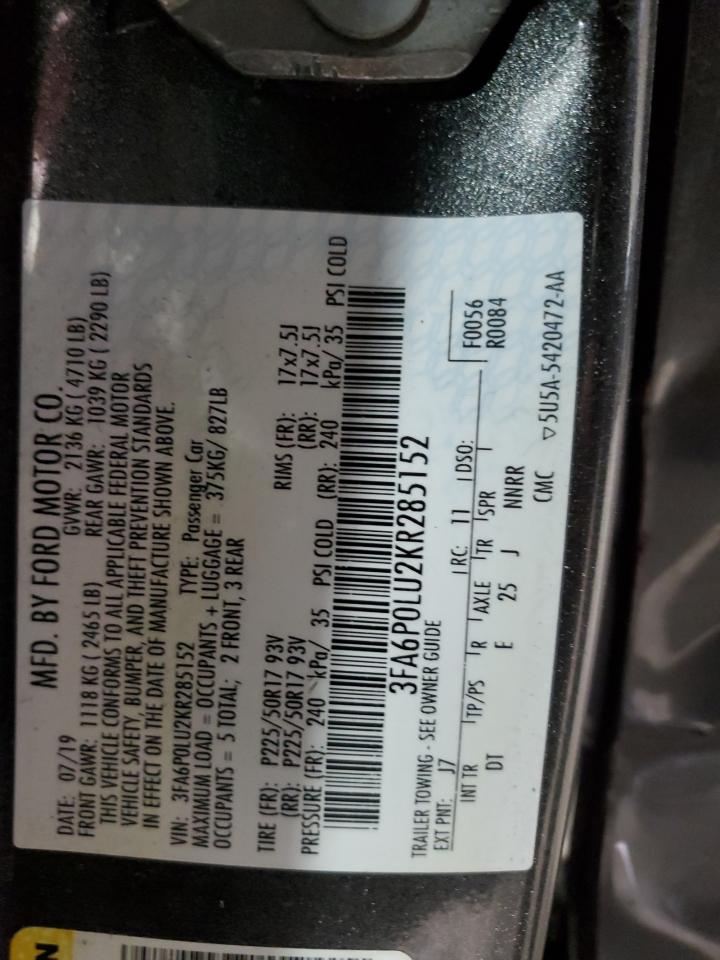 MFD. BY FORD MOTOR CO.
DATE: 07/19 GVWR: 2136 KG ( 4710 LB)
FRONT GAWR: 1118 KG ( 2465 LB) REAR GAWR: 1039 KG ( 2290 LB)
THIS VEHICLE CONFORMS TO ALL APPLICABLE FEDERAL MOTOR
VEHICLE SAFETY, BUMPER, AND THEFT PREVENTION STANDARDS
IN EFFECT ON THE DATE OF MANUFACTURE SHOWN ABOVE.
VIN: 3FA6P0LU2KR285152 TYPE: Passenger Car
MAXIMUM LOAD = OCCUPANTS + LUGGAGE = 375KG/ 827LB
OCCUPANTS = 5 TOTAL; 2 FRONT, 3 REAR
TIRE (FR): P225/50R17 93V RIMS (FR): 17x7.5J
(RR): P225/50R17 93V (RR): 17x7.5J
PRESSURE (FR): 240 kPa/ 35 PSI COLD (RR): 240 kPa/ 35 PSI COLD
3FA6P0LU2KR285152
TRAILER TOWING - SEE OWNER GUIDE
EXT PNT: J7 RC: 11 DSO: F0056
INT TR TP/PS R AXLE TR SPR R0084
DT E 25 J NNRR
CMC ▽5U5A-5420472-AA
N